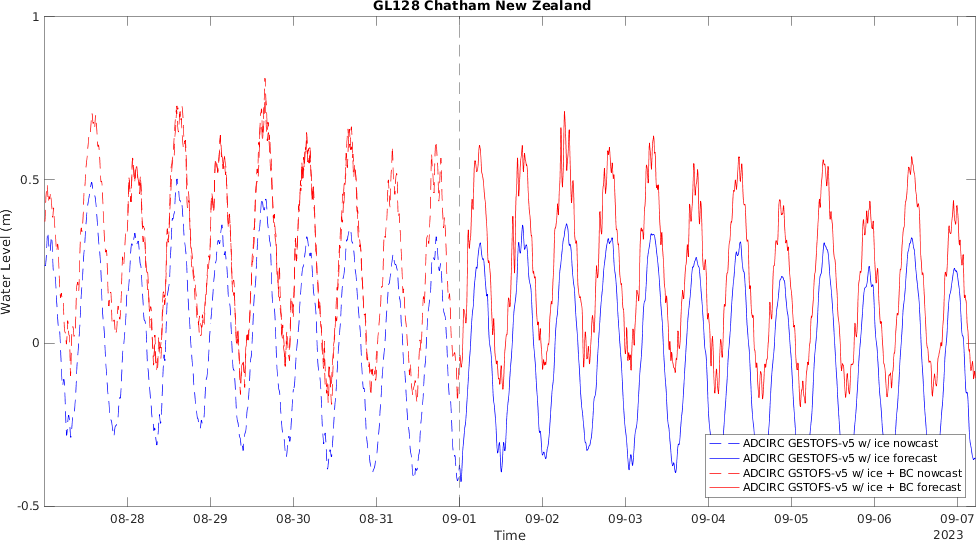 GL128 Chatham New Zealand
1
0.5
0
-0.5
Water Level (m)
ADCIRC GESTOFS-v5 w/ ice nowcast
ADCIRC GESTOFS-v5 w/ ice forecast
ADCIRC GSTOFS-v5 w/ ice + BC nowcast
ADCIRC GSTOFS-v5 w/ ice + BC forecast
08-28 08-29 08-30 08-31 09-01 09-02 09-03 09-04 09-05 09-06 09-07
Time
2023